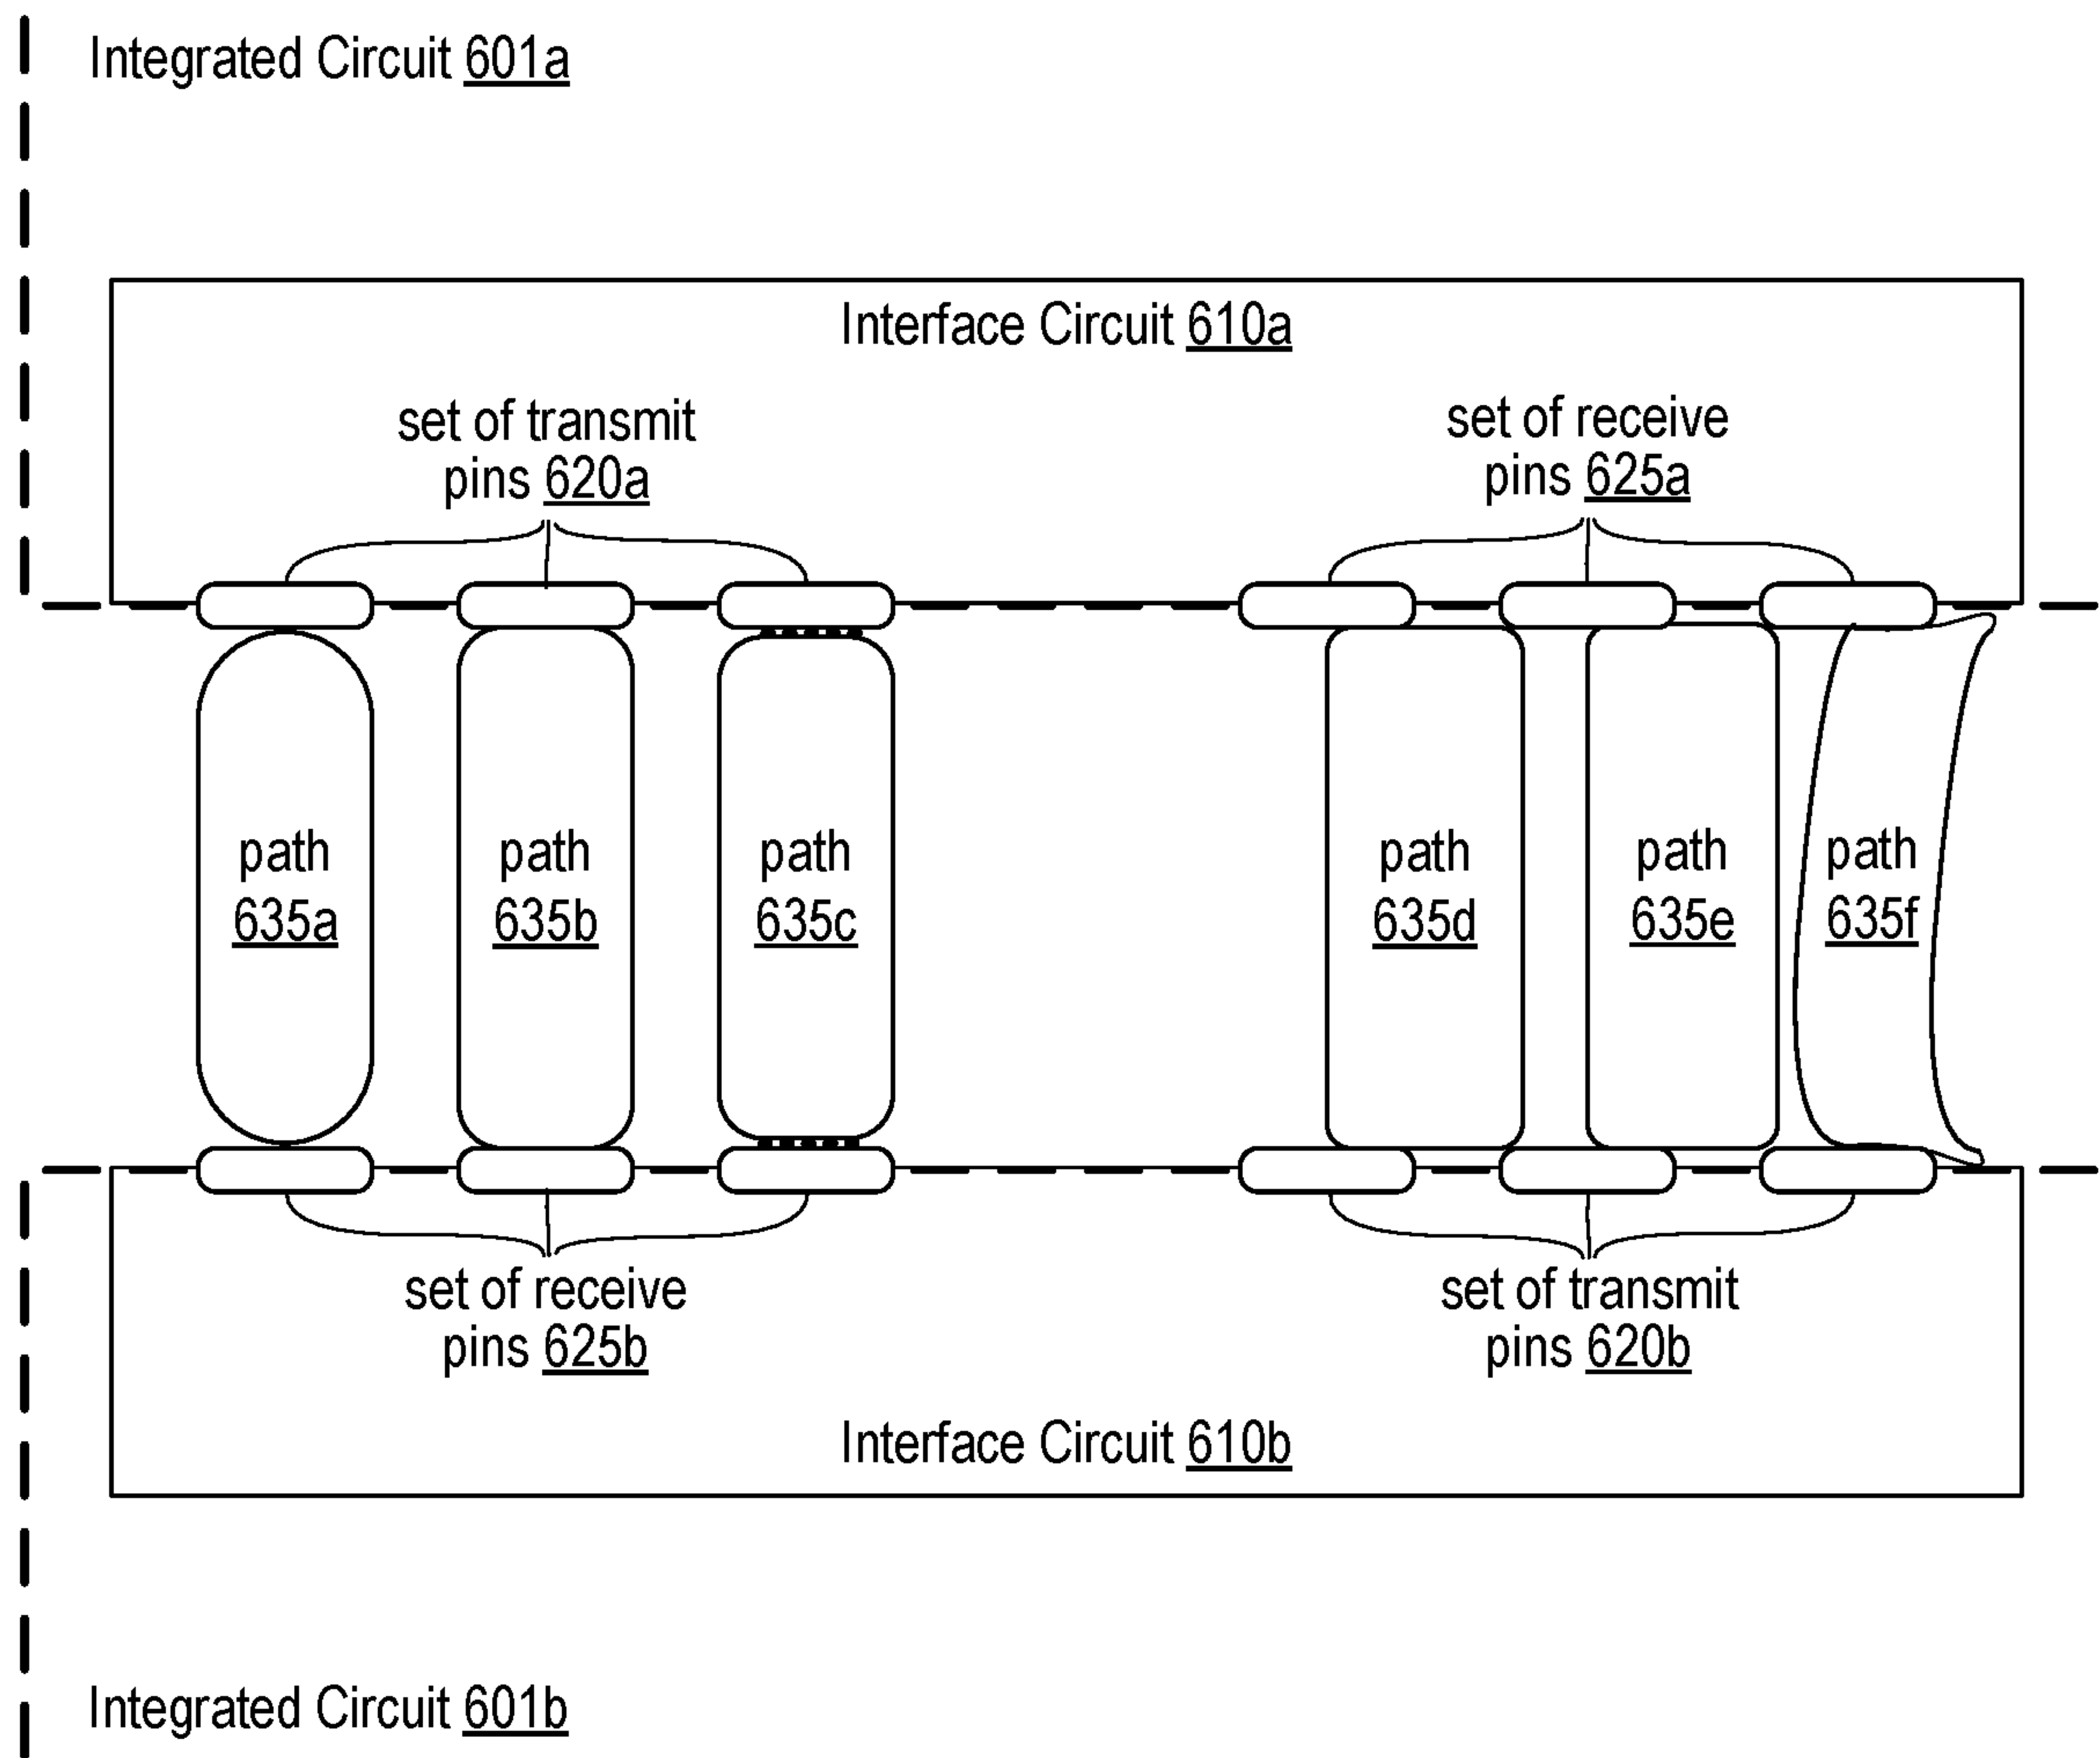 Integrated Circuit 601a
Interface Circuit 610a
set of transmit
pins 620a
set of receive
pins 625a
path
635a
path
635b
path
635c
path
635d
path
635e
path
635f
set of receive
pins 625b
set of transmit
pins 620b
Interface Circuit 610b
Integrated Circuit 601b